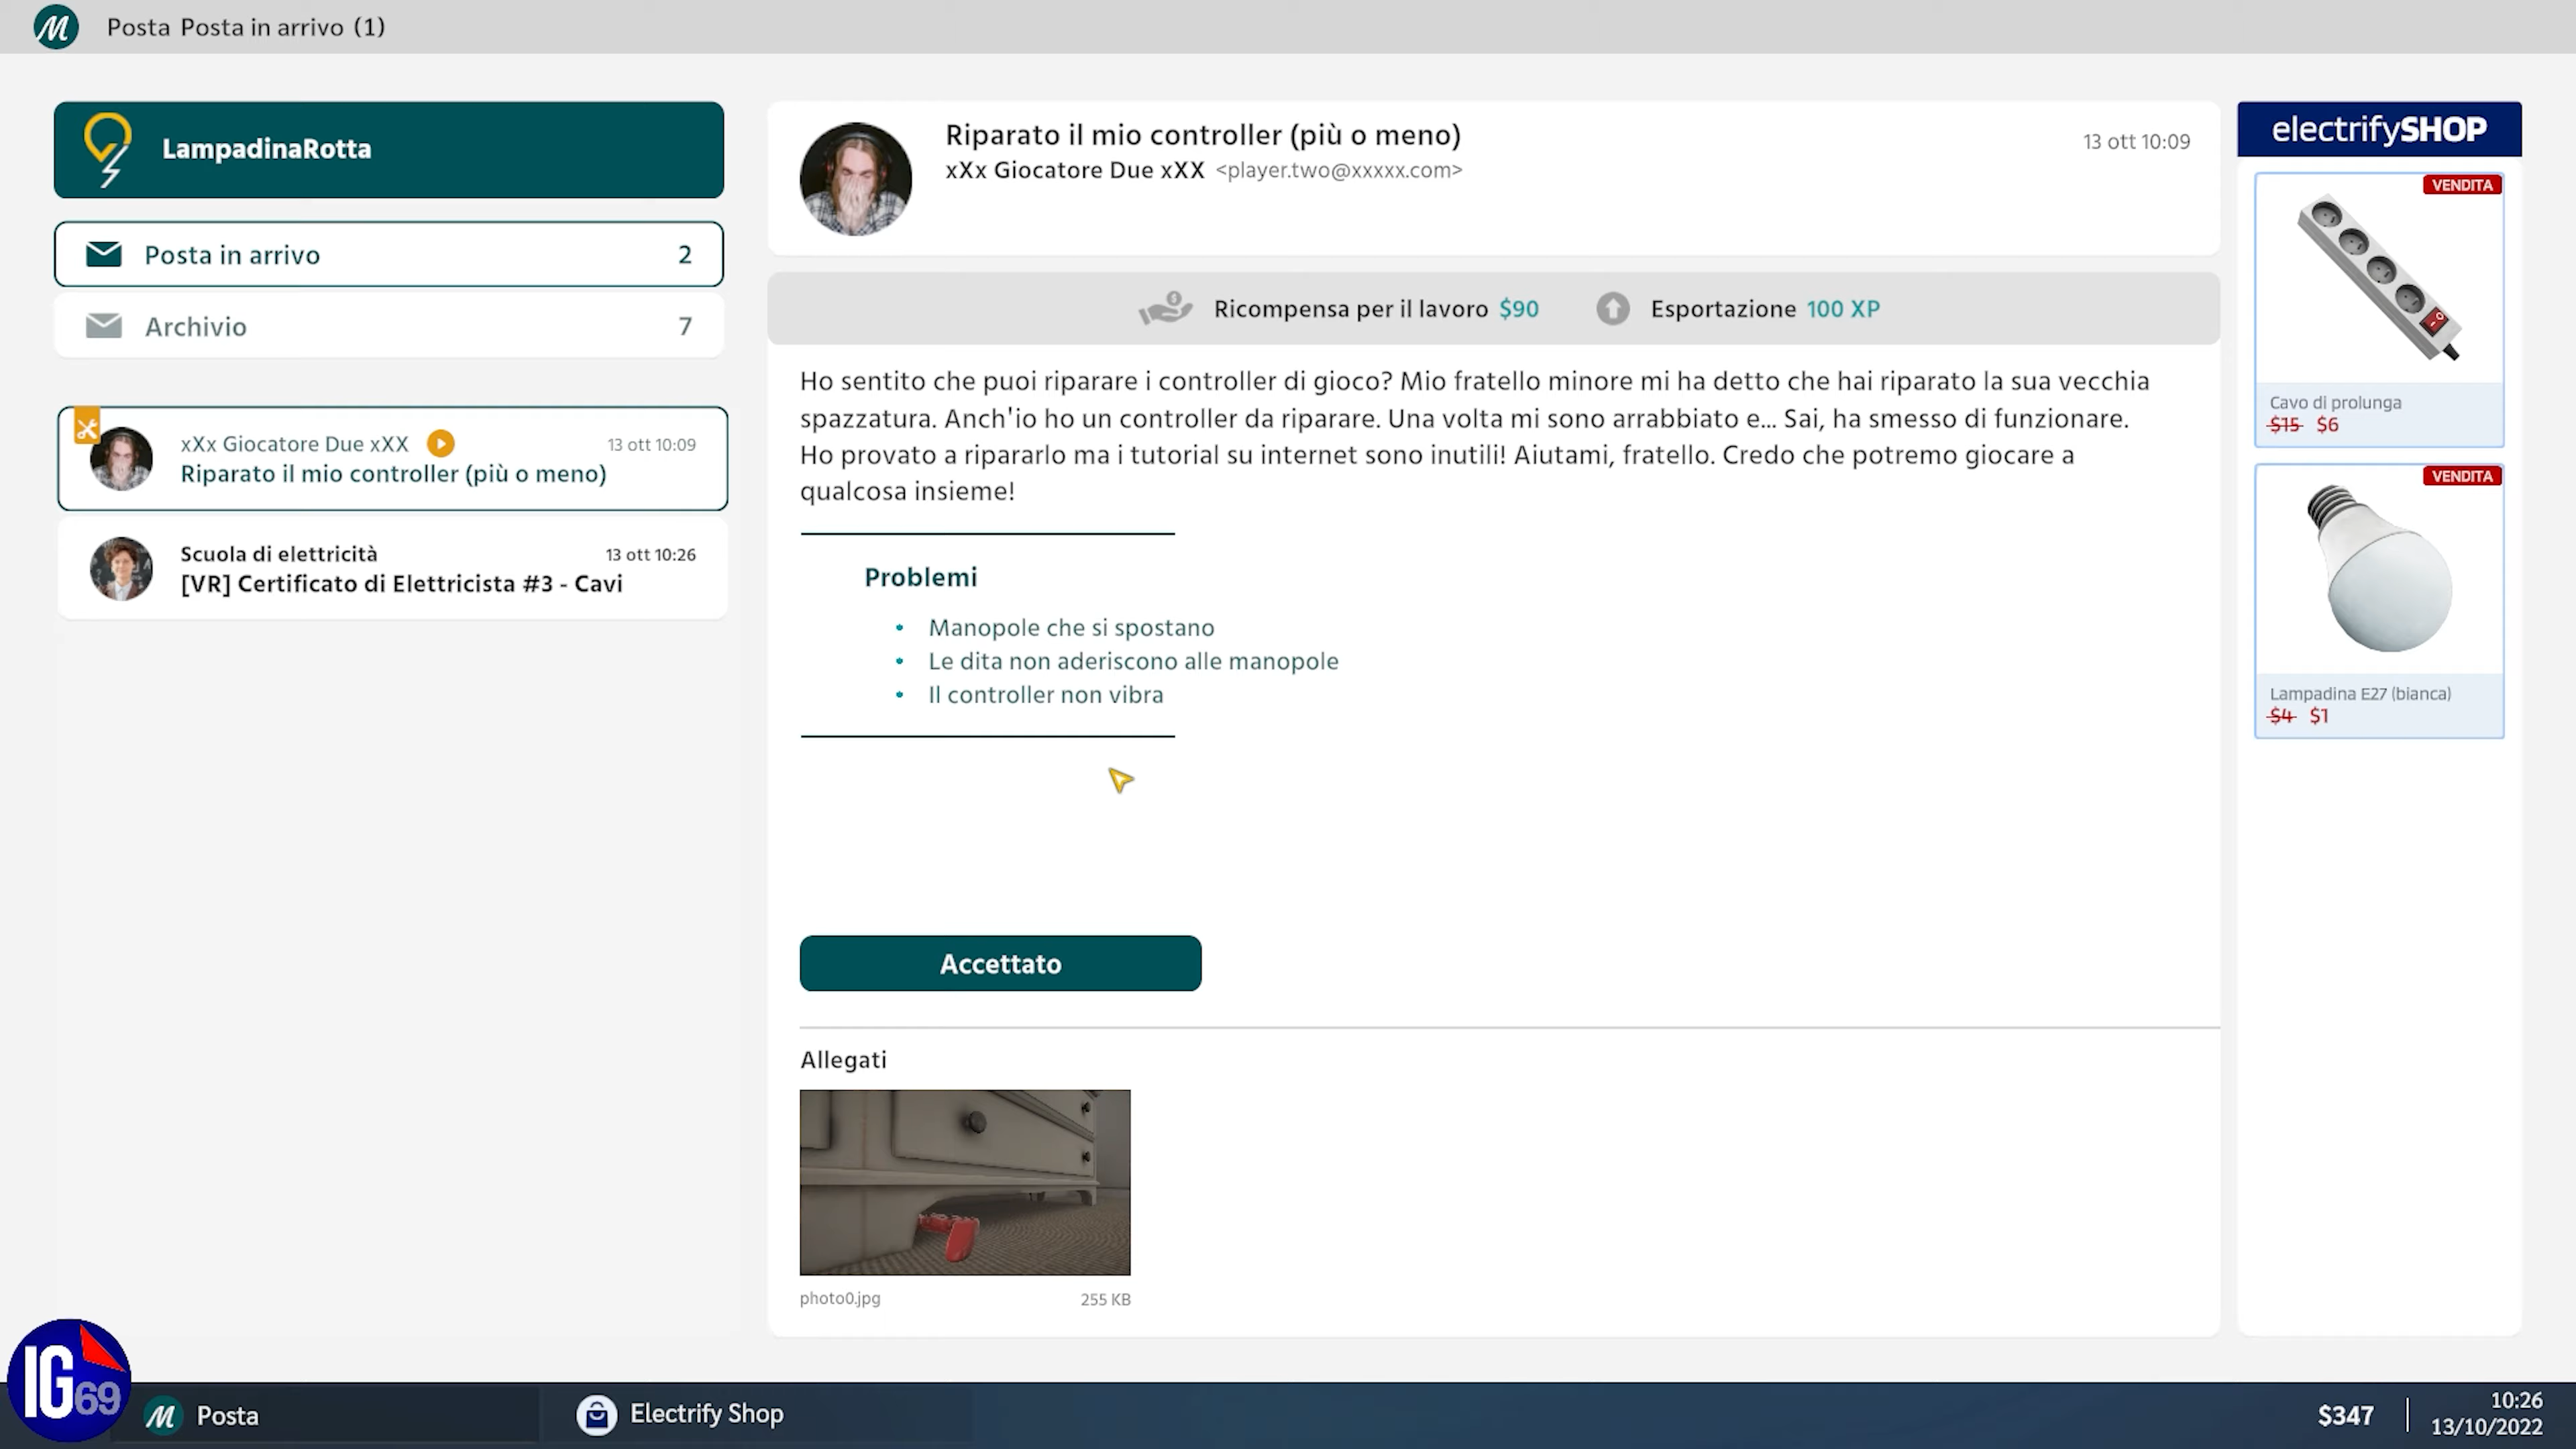 Posta Posta in arrivo (1)
LampadinaRotta
Posta in arrivo 2
Archivio 7
xXx Giocatore Due xXX 13 ott 10:09
Riparato il mio controller (più o meno)
Scuola di elettricità 13 ott 10:26
[VR] Certificato di Elettricista #3 - Cavi
Riparato il mio controller (più o meno)
13 ott 10:09
xXx Giocatore Due xXX <player.two@xxxxx.com>
Ricompensa per il lavoro $90 Esportazione 100 XP
Ho sentito che puoi riparare i controller di gioco? Mio fratello minore mi ha detto che hai riparato la sua vecchia
spazzatura. Anch'io ho un controller da riparare. Una volta mi sono arrabbiato e... Sai, ha smesso di funzionare.
Ho provato a ripararlo ma i tutorial su internet sono inutili! Aiutami, fratello. Credo che potremo giocare a
qualcosa insieme!
Problemi
• Manopole che si spostano
• Le dita non aderiscono alle manopole
• Il controller non vibra
Accettato
Allegati
photo0.jpg 255 KB
electrifySHOP
VENDITA
Cavo di prolunga
$15 $6
VENDITA
Lampadina E27 (bianca)
$4 $1
IG69
M Posta
Electrify Shop
$347
10:26
13/10/2022